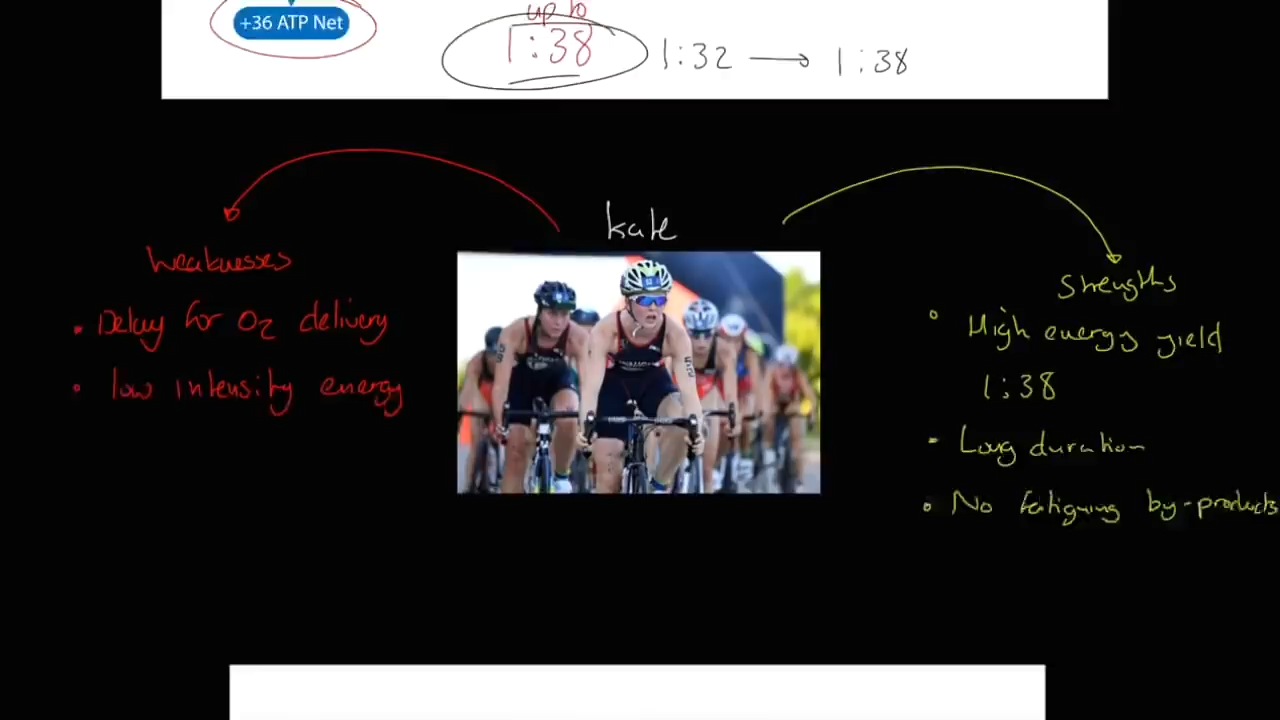 +36 ATP Net
up to
1:38
1:32 → 1:38
Kate
Weaknesses
• Delay for O2 delivery
• low intensity energy
Strengths
• High energy yield
1:38
• Long duration
• No fatiguing by-products